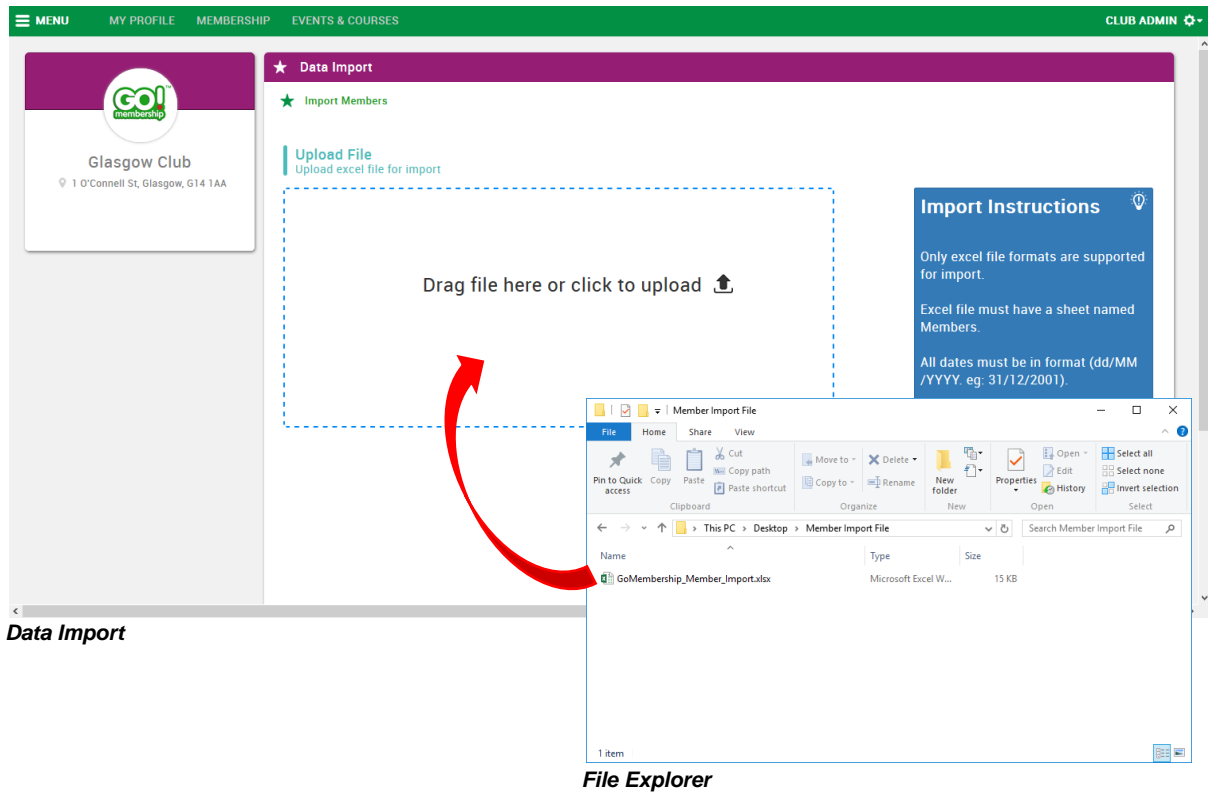 MENU MY PROFILE MEMBERSHIP EVENTS & COURSES CLUB ADMIN
GO!™
membership
Glasgow Club
1 O'Connell St, Glasgow, G14 1AA
Data Import
Import Members
Upload File
Upload excel file for import
Drag file here or click to upload
Import Instructions
Only excel file formats are supported
for import.
Excel file must have a sheet named
Members.
All dates must be in format (dd/MM
/YYYY. eg: 31/12/2001).
Member Import File
File Home Share View
Pin to Quick
access
Copy
Paste
Cut
Copy path
Paste shortcut
Clipboard
Move to
Copy to
Delete
Rename
Organize
New
folder
New
Properties
Open
Edit
History
Open
Select all
Select none
Invert selection
Select
This PC > Desktop > Member Import File
Search Member Import File
Name Type Size
GoMembership_Member_Import.xlsx Microsoft Excel W... 15 KB
1 item
Data Import
File Explorer